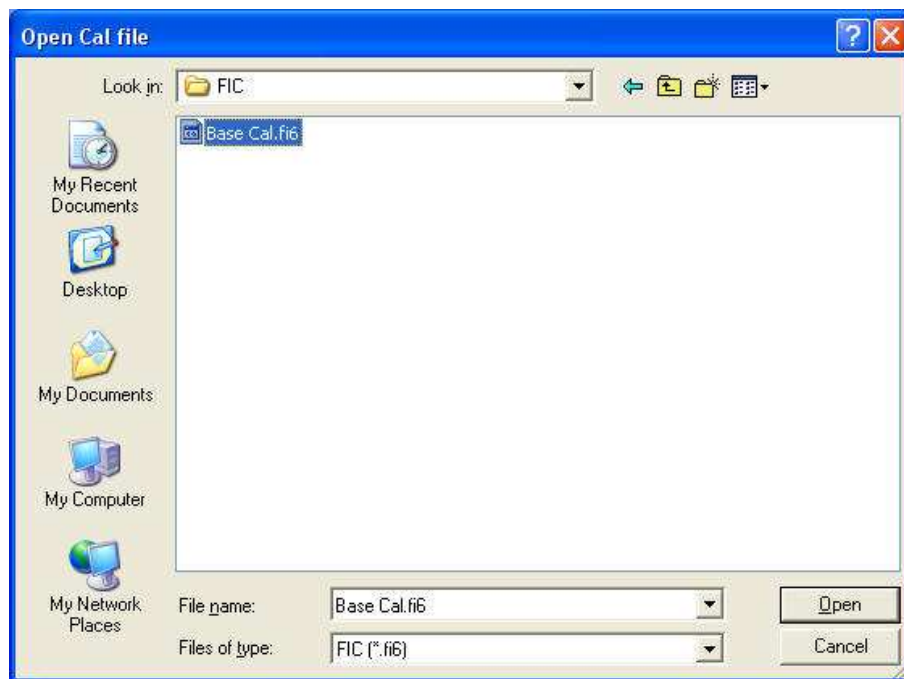 Open Cal file
Look in: FIC
Base Cal.fi6
My Recent
Documents
Desktop
My Documents
My Computer
My Network
Places
File name: Base Cal.fi6 Open
Files of type: FIC (*.fi6) Cancel